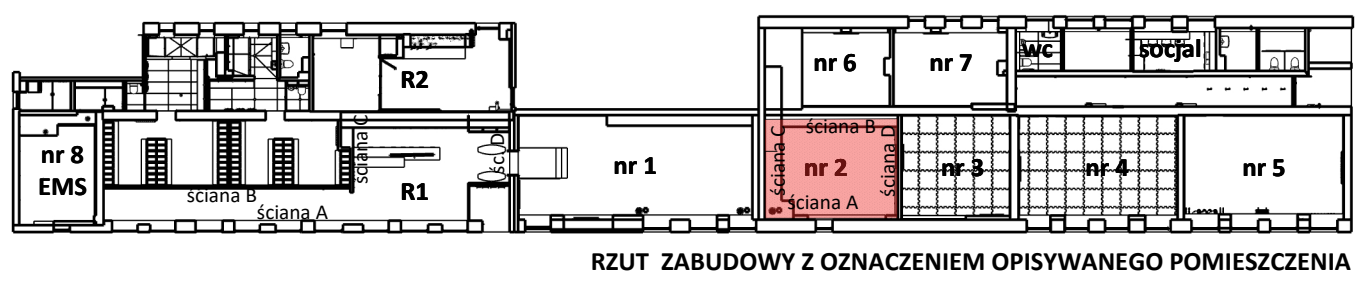 wc
socjal
nr 6
nr 7
R2
ściana C
śc. D
ściana B
ściana C
ściana D
nr 8
EMS
nr 1
nr 2
nr 3
nr 4
nr 5
ściana B
R1
ściana A
ściana A
RZUT ZABUDOWY Z OZNACZENIEM OPISYWANEGO POMIESZCZENIA